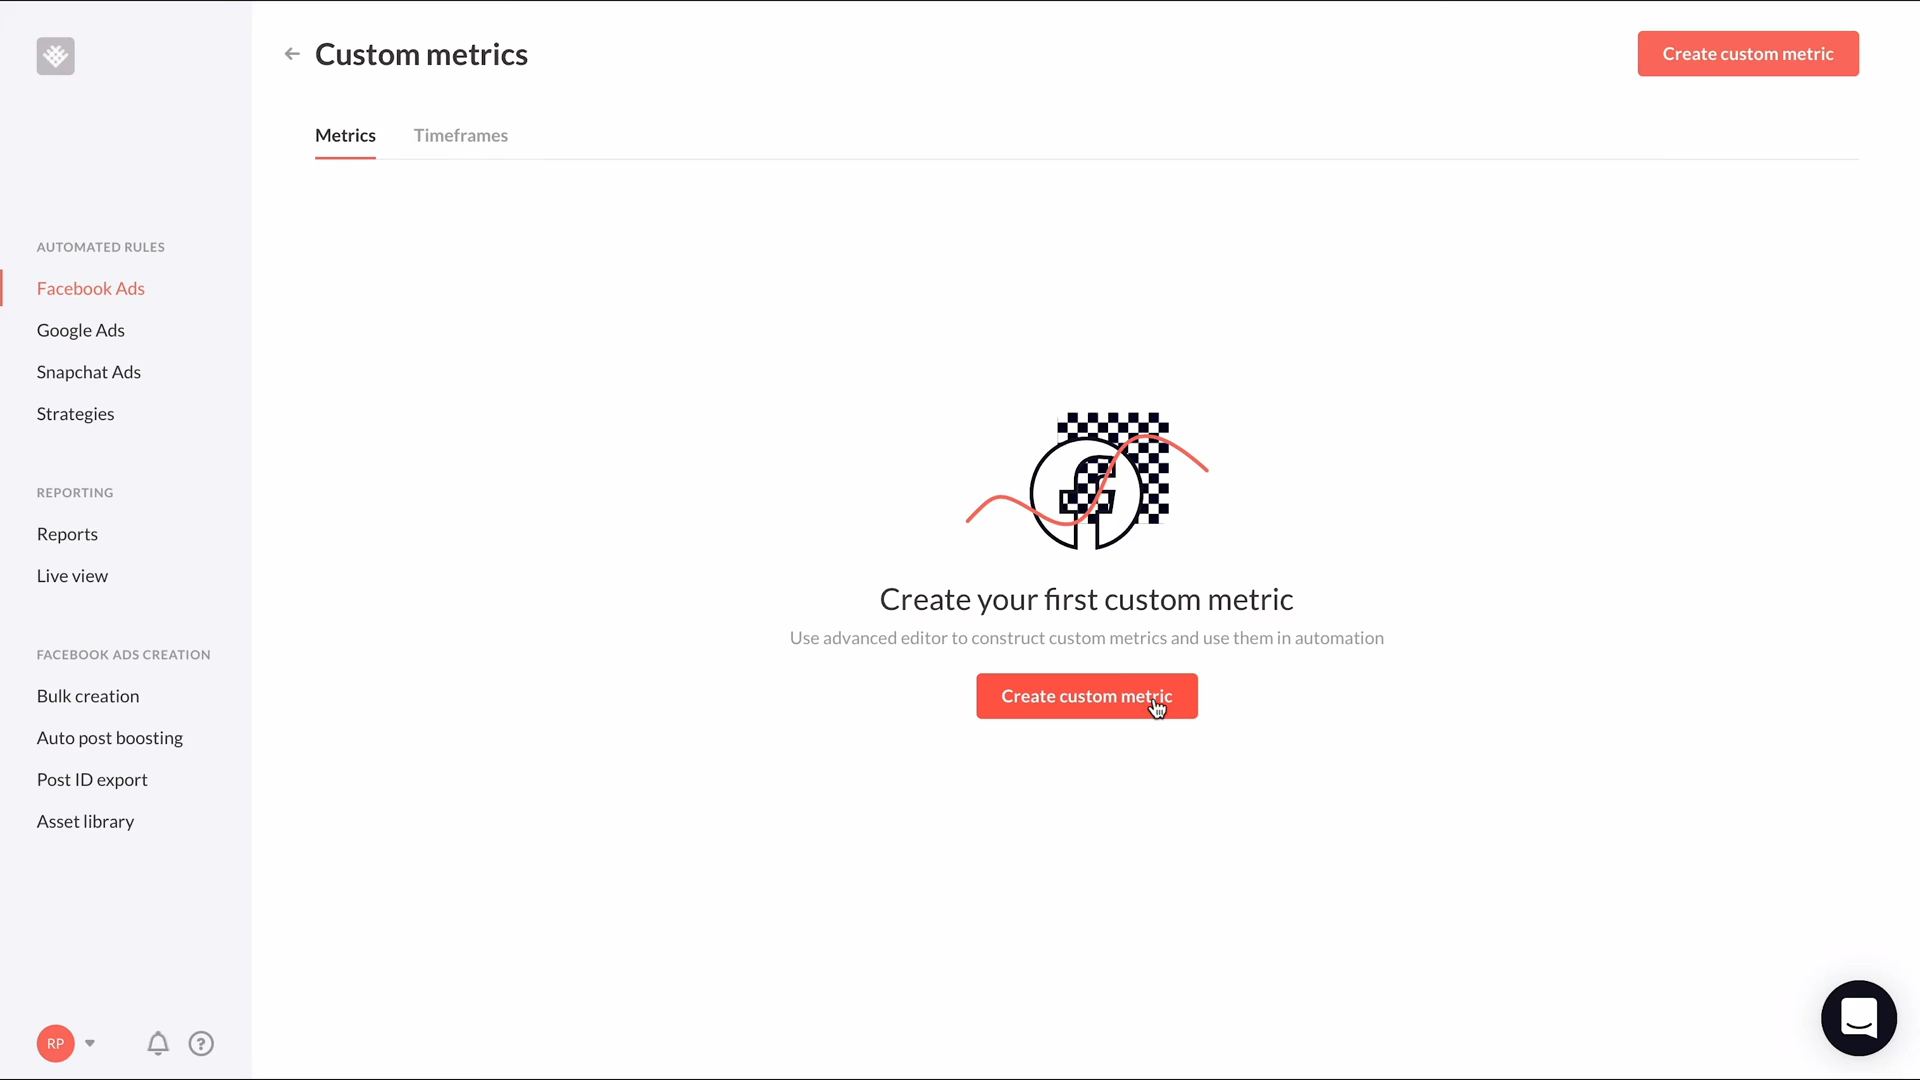 Custom metrics
Create custom metric
Metrics
Timeframes
AUTOMATED RULES
Facebook Ads
Google Ads
Snapchat Ads
Strategies
REPORTING
Reports
Live view
FACEBOOK ADS CREATION
Bulk creation
Auto post boosting
Post ID export
Asset library
Create your first custom metric
Use advanced editor to construct custom metrics and use them in automation
Create custom metric
RP